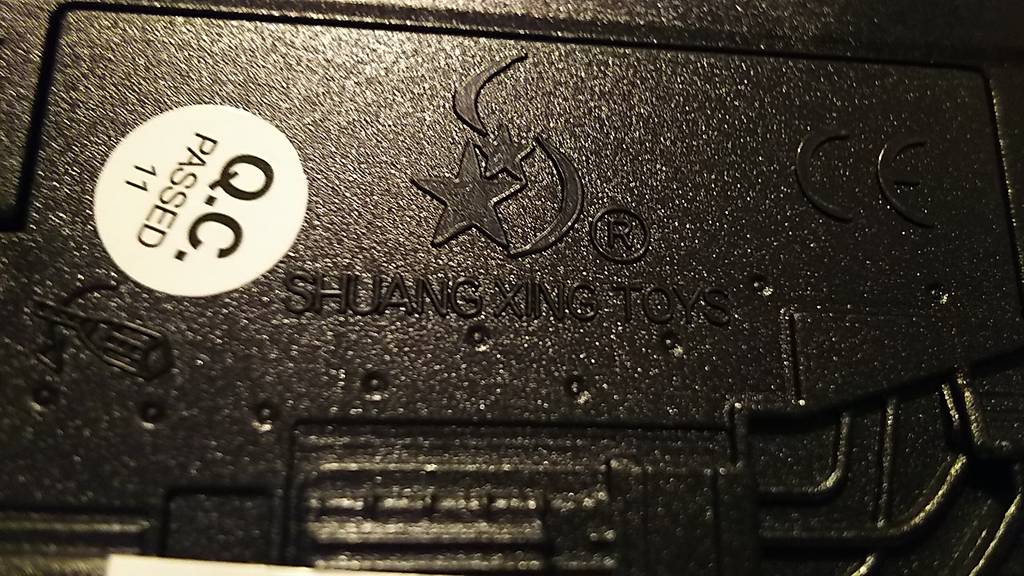 Q.C.
PASSED
11
®
SHUANG XING TOYS
CE